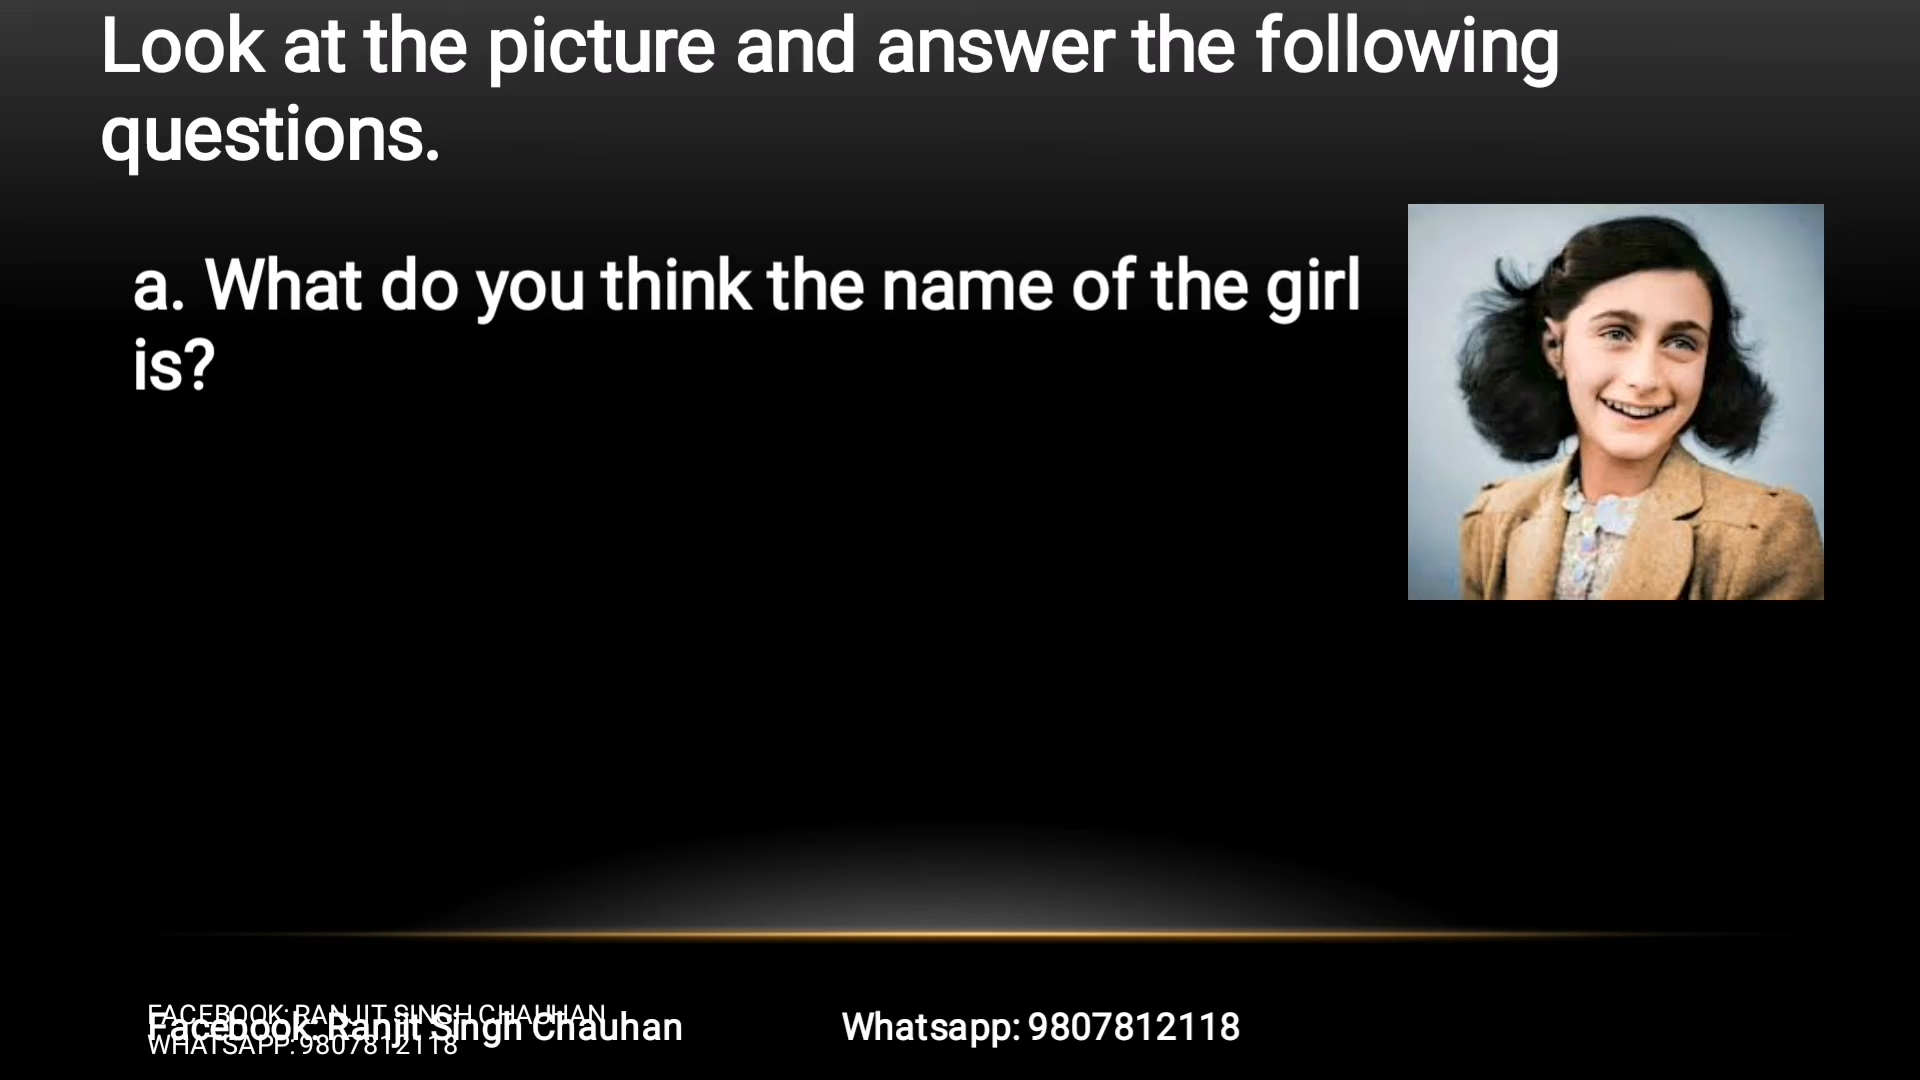 Look at the picture and answer the following
questions.
a. What do you think the name of the girl
is?
FACEBOOK: RANJIT SINGH CHAUHAN
Facebook: Ranjit Singh Chauhan
WHATSAPP: 9807812118
Whatsapp: 9807812118